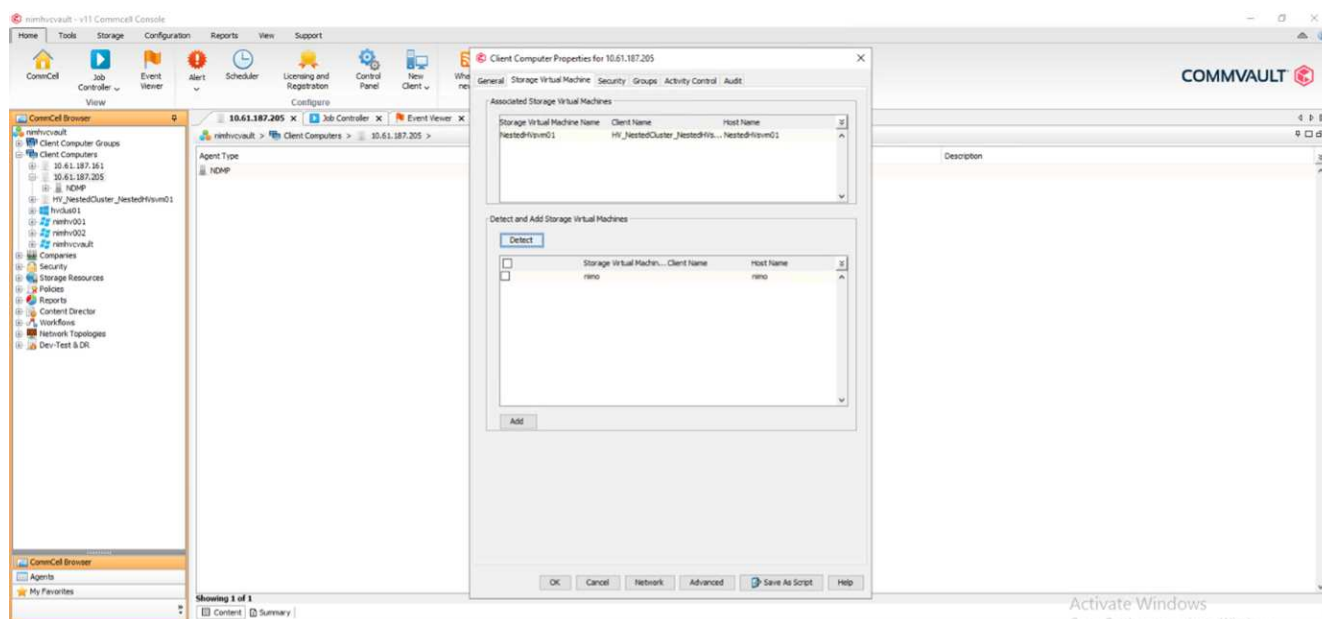 nimhvcvault - v11 Commcell Console
Home Tools Storage Configuration Reports View Support
CommCell Job Controller Event Viewer Alert Scheduler Licensing and Registration Control Panel New Client
View Configure
COMMVAULT
CommCell Browser
nimhvcvault
Client Computer Groups
Client Computers
10.61.187.161
10.61.187.205
NDMP
HV_NestedCluster_NestedHVsvm01
hvclus01
nimhv001
nimhv002
nimhvcvault
Companies
Security
Storage Resources
Policies
Reports
Content Director
Workflows
Network Topologies
Dev-Test & DR
CommCell Browser
Agents
My Favorites
10.61.187.205 Job Controller Event Viewer
nimhvcvault > Client Computers > 10.61.187.205 >
Agent Type Description
NDMP
Showing 1 of 1
Content Summary
Client Computer Properties for 10.61.187.205
General Storage Virtual Machine Security Groups Activity Control Audit
Associated Storage Virtual Machines
Storage Virtual Machine Name Client Name Host Name
NestedHVsvm01 HV_NestedCluster_NestedHVs... NestedHVsvm01
Detect and Add Storage Virtual Machines
Detect
Storage Virtual Machin... Client Name Host Name
nimo nimo
Add
OK Cancel Network Advanced Save As Script Help
Activate Windows